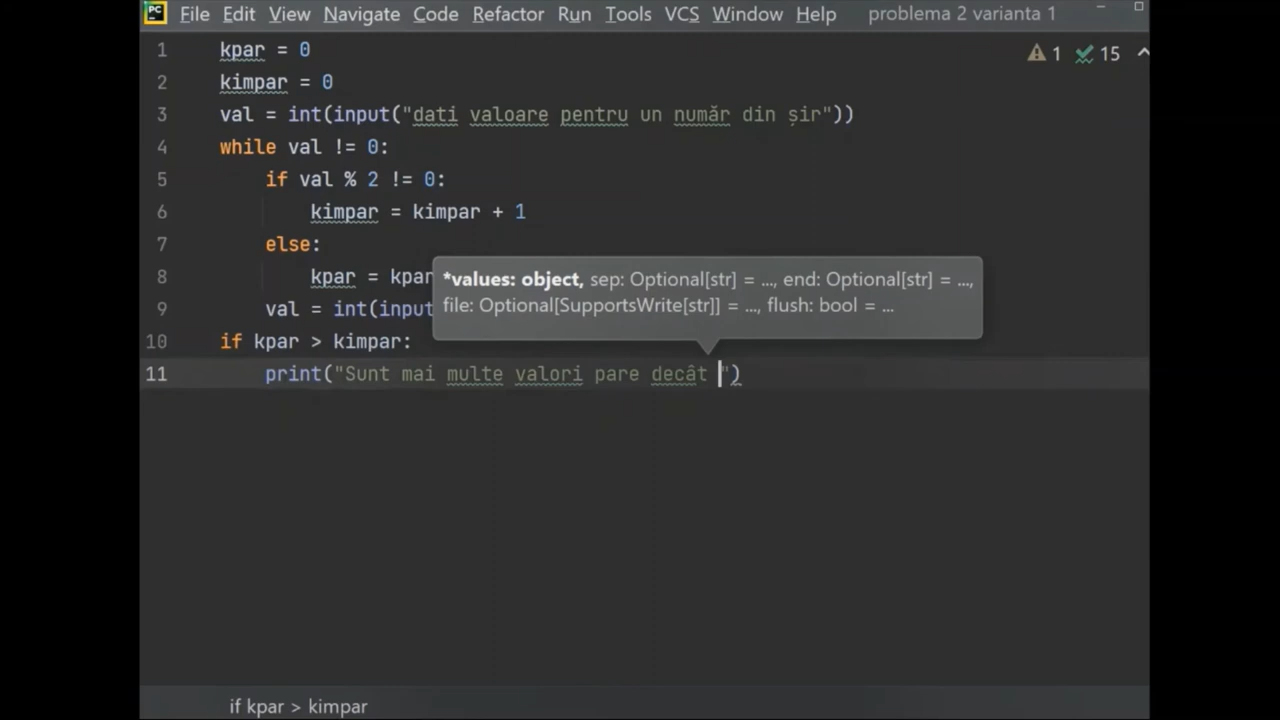 PC File Edit View Navigate Code Refactor Run Tools VCS Window Help problema 2 varianta 1
1 kpar = 0
2 kimpar = 0
3 val = int(input("dati valoare pentru un număr din șir"))
4 while val != 0:
5 if val % 2 != 0:
6 kimpar = kimpar + 1
7 else:
8 kpar = kpar
9 val = int(input
10 if kpar > kimpar:
11 print("Sunt mai multe valori pare decât ")
1 15
*values: object, sep: Optional[str] = ..., end: Optional[str] = ...,
file: Optional[SupportsWrite[str]] = ..., flush: bool = ...
if kpar > kimpar